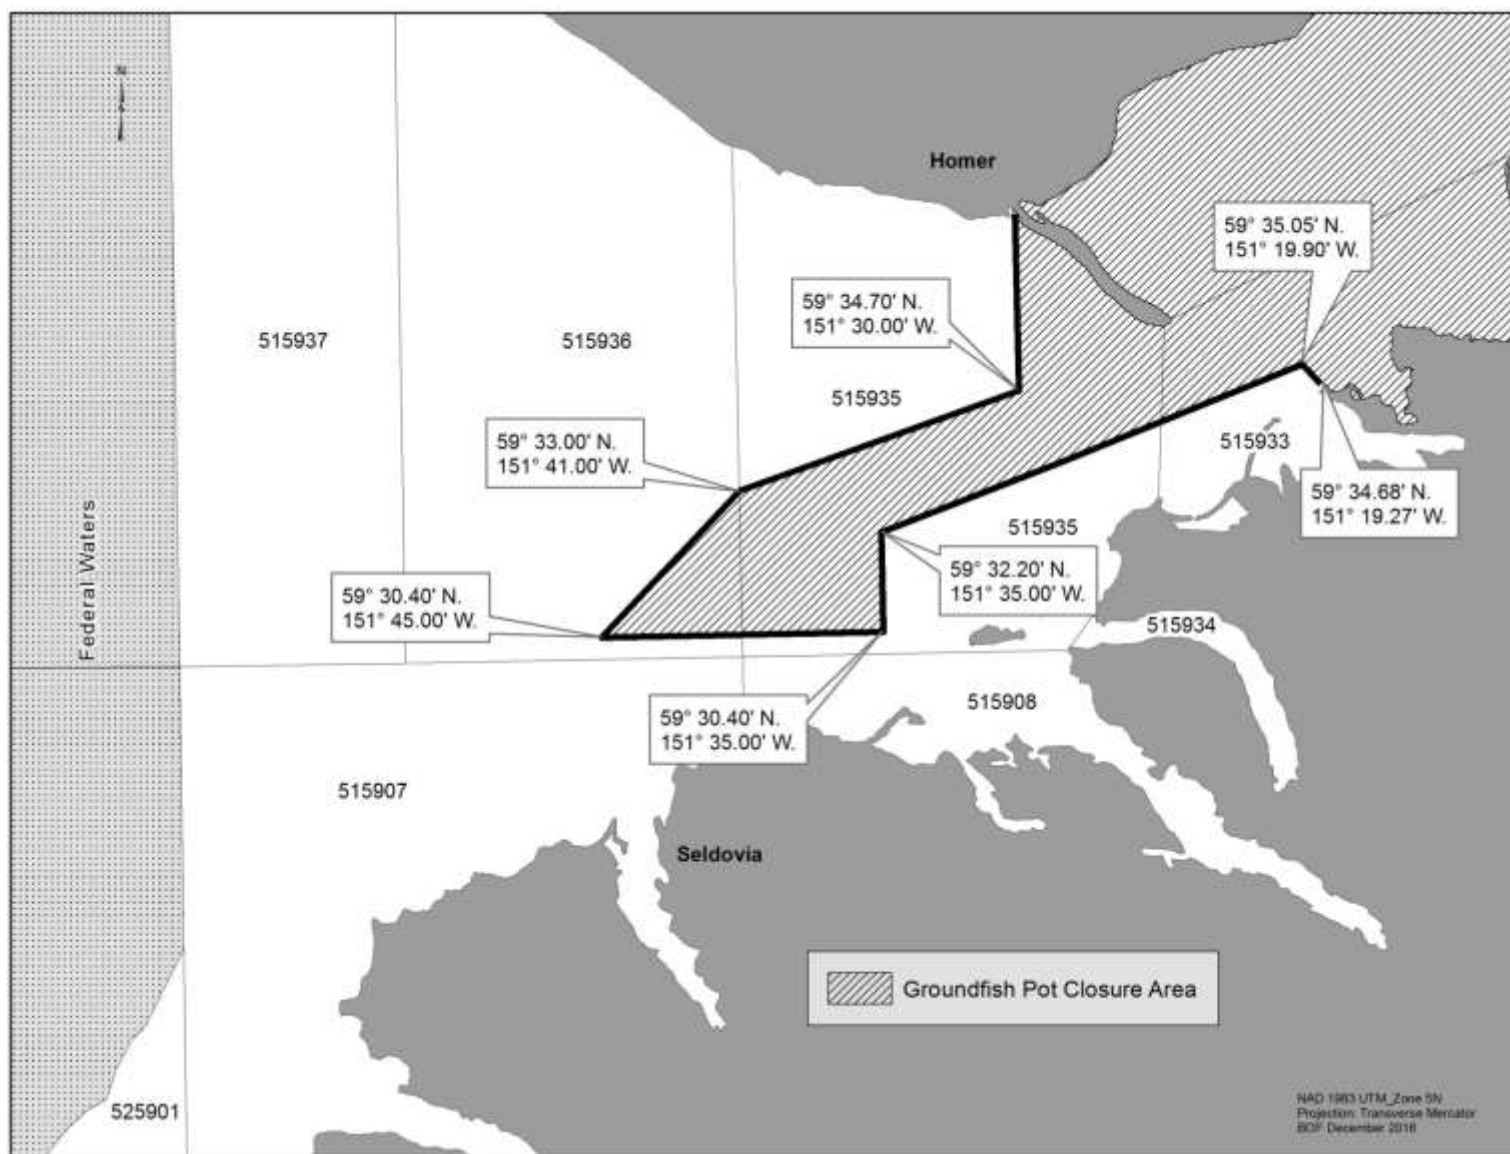 N
Homer
59° 35.05' N.
151° 19.90' W.
59° 34.70' N.
151° 30.00' W.
515937
515936
515935
59° 33.00' N.
151° 41.00' W.
515933
59° 34.68' N.
151° 19.27' W.
Federal Waters
515935
59° 32.20' N.
151° 35.00' W.
59° 30.40' N.
151° 45.00' W.
515934
515908
59° 30.40' N.
151° 35.00' W.
515907
Seldovia
Groundfish Pot Closure Area
525901
NAD 1983 UTM_Zone 5N
Projection: Transverse Mercator
BOF December 2016